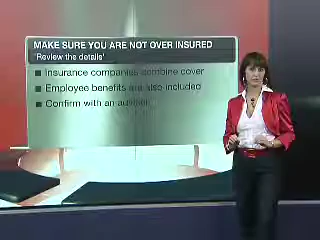 MAKE SURE YOU ARE NOT OVER INSURED
'Review the details'
Insurance companies combine cover
Employee benefits are also included
Confirm with an